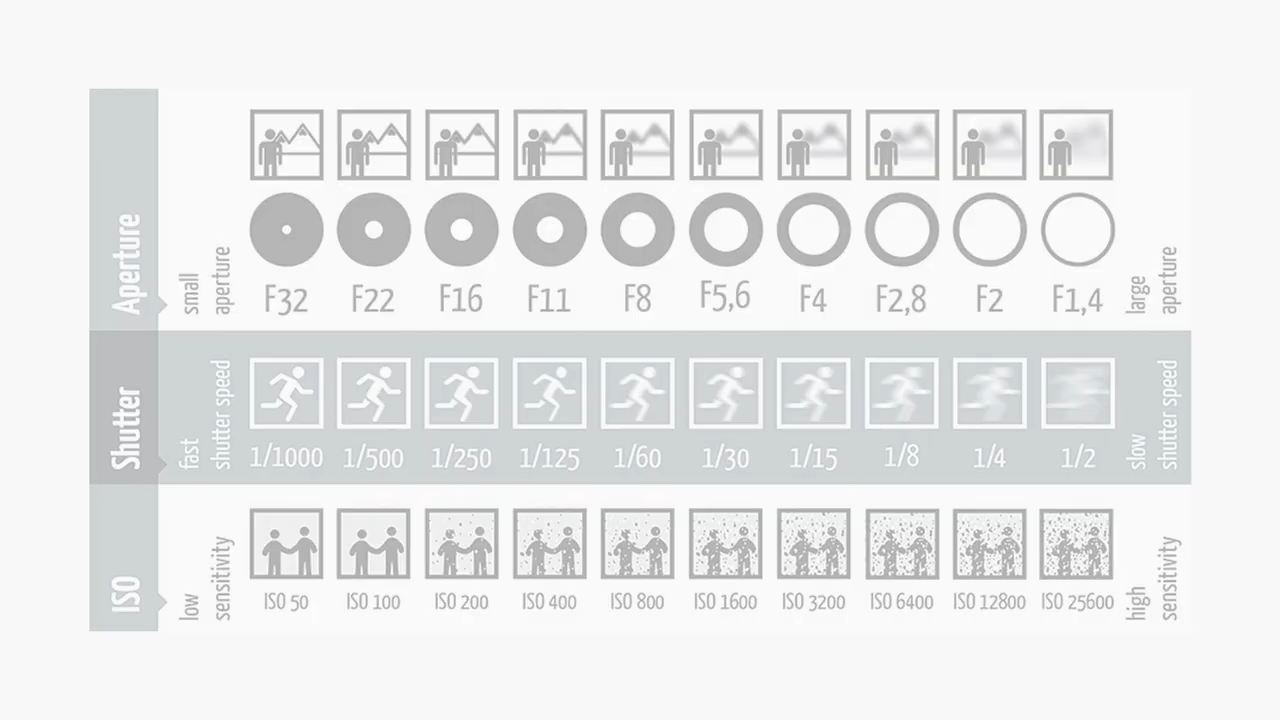 Aperture
small
aperture
F32 F22 F16 F11 F8 F5,6 F4 F2,8 F2 F1,4
large
aperture
Shutter
fast
shutter speed
1/1000 1/500 1/250 1/125 1/60 1/30 1/15 1/8 1/4 1/2
slow
shutter speed
ISO
low
sensitivity
ISO 50 ISO 100 ISO 200 ISO 400 ISO 800 ISO 1600 ISO 3200 ISO 6400 ISO 12800 ISO 25600
high
sensitivity